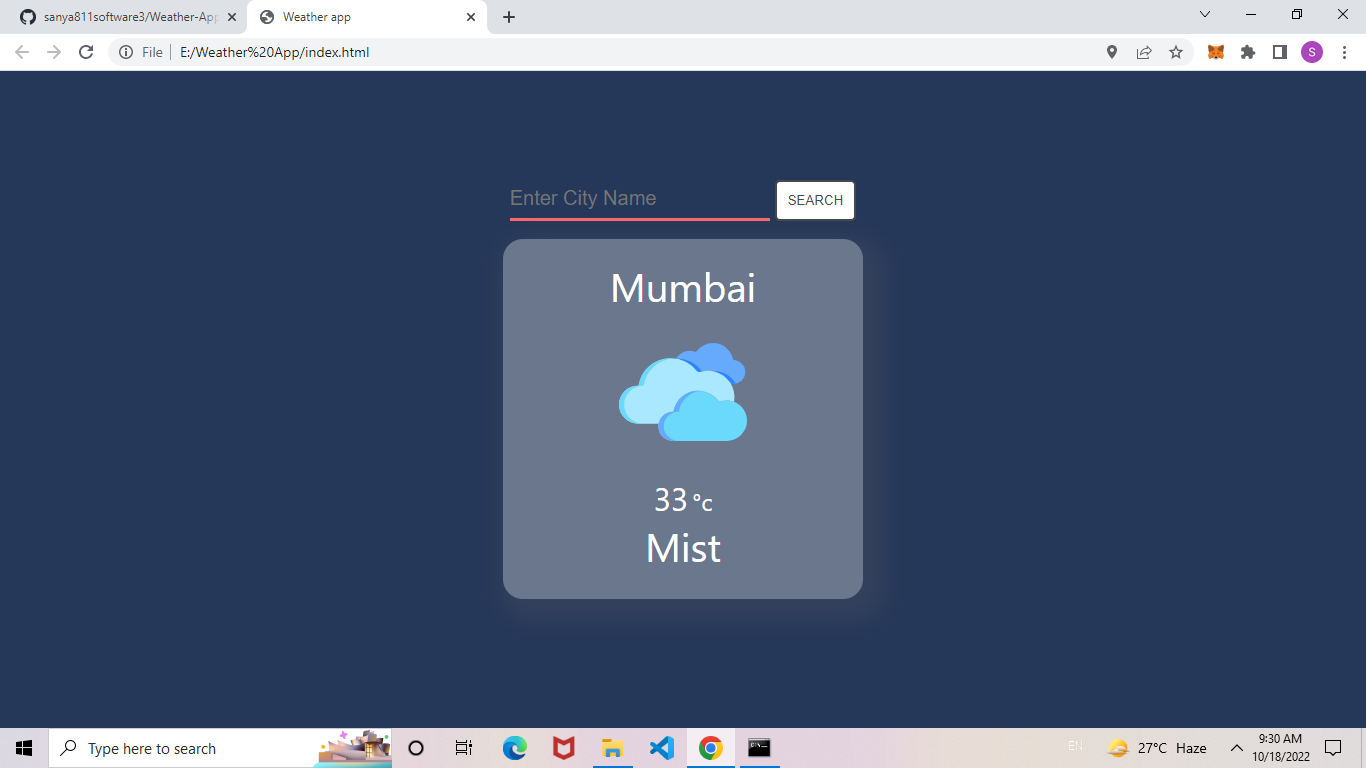 sanya811software3/Weather-App
Weather app
File
E:/Weather%20App/index.html
S
Enter City Name
SEARCH
Mumbai
33 °c
Mist
Type here to search
EN
27°C Haze
9:30 AM
10/18/2022